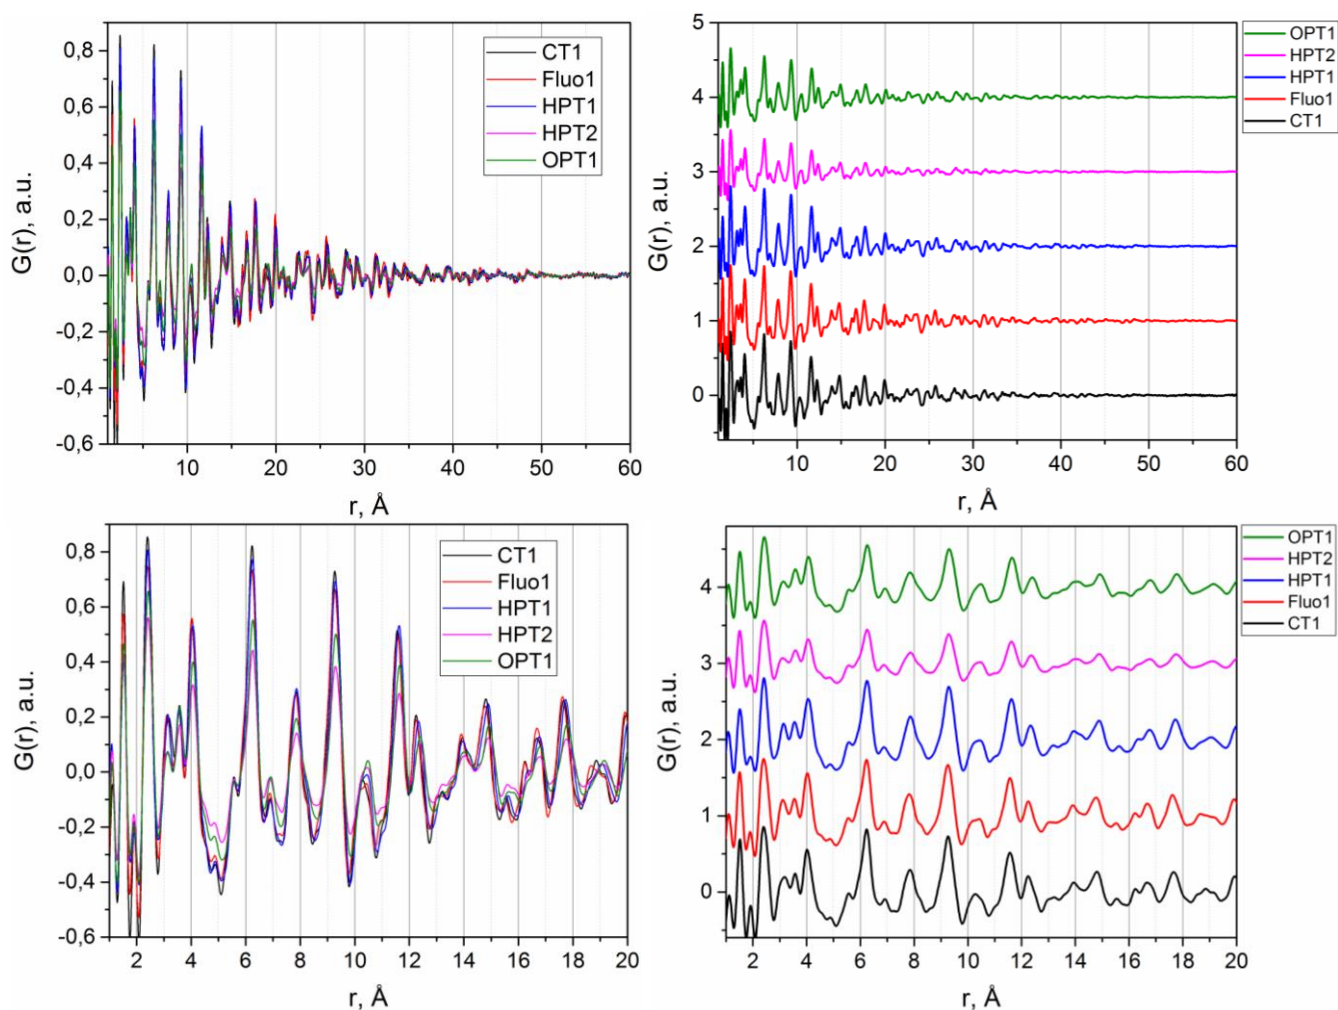 0,8
0,6
0,4
0,2
0,0
-0,2
-0,4
-0,6
G(r), a.u.
10 20 30 40 50 60
r, Å
CT1
Fluo1
HPT1
HPT2
OPT1
5
4
3
2
1
0
G(r), a.u.
10 20 30 40 50 60
r, Å
OPT1
HPT2
HPT1
Fluo1
CT1
0,8
0,6
0,4
0,2
0,0
-0,2
-0,4
-0,6
G(r), a.u.
2 4 6 8 10 12 14 16 18 20
r, Å
CT1
Fluo1
HPT1
HPT2
OPT1
4
3
2
1
0
G(r), a.u.
2 4 6 8 10 12 14 16 18 20
r, Å
OPT1
HPT2
HPT1
Fluo1
CT1